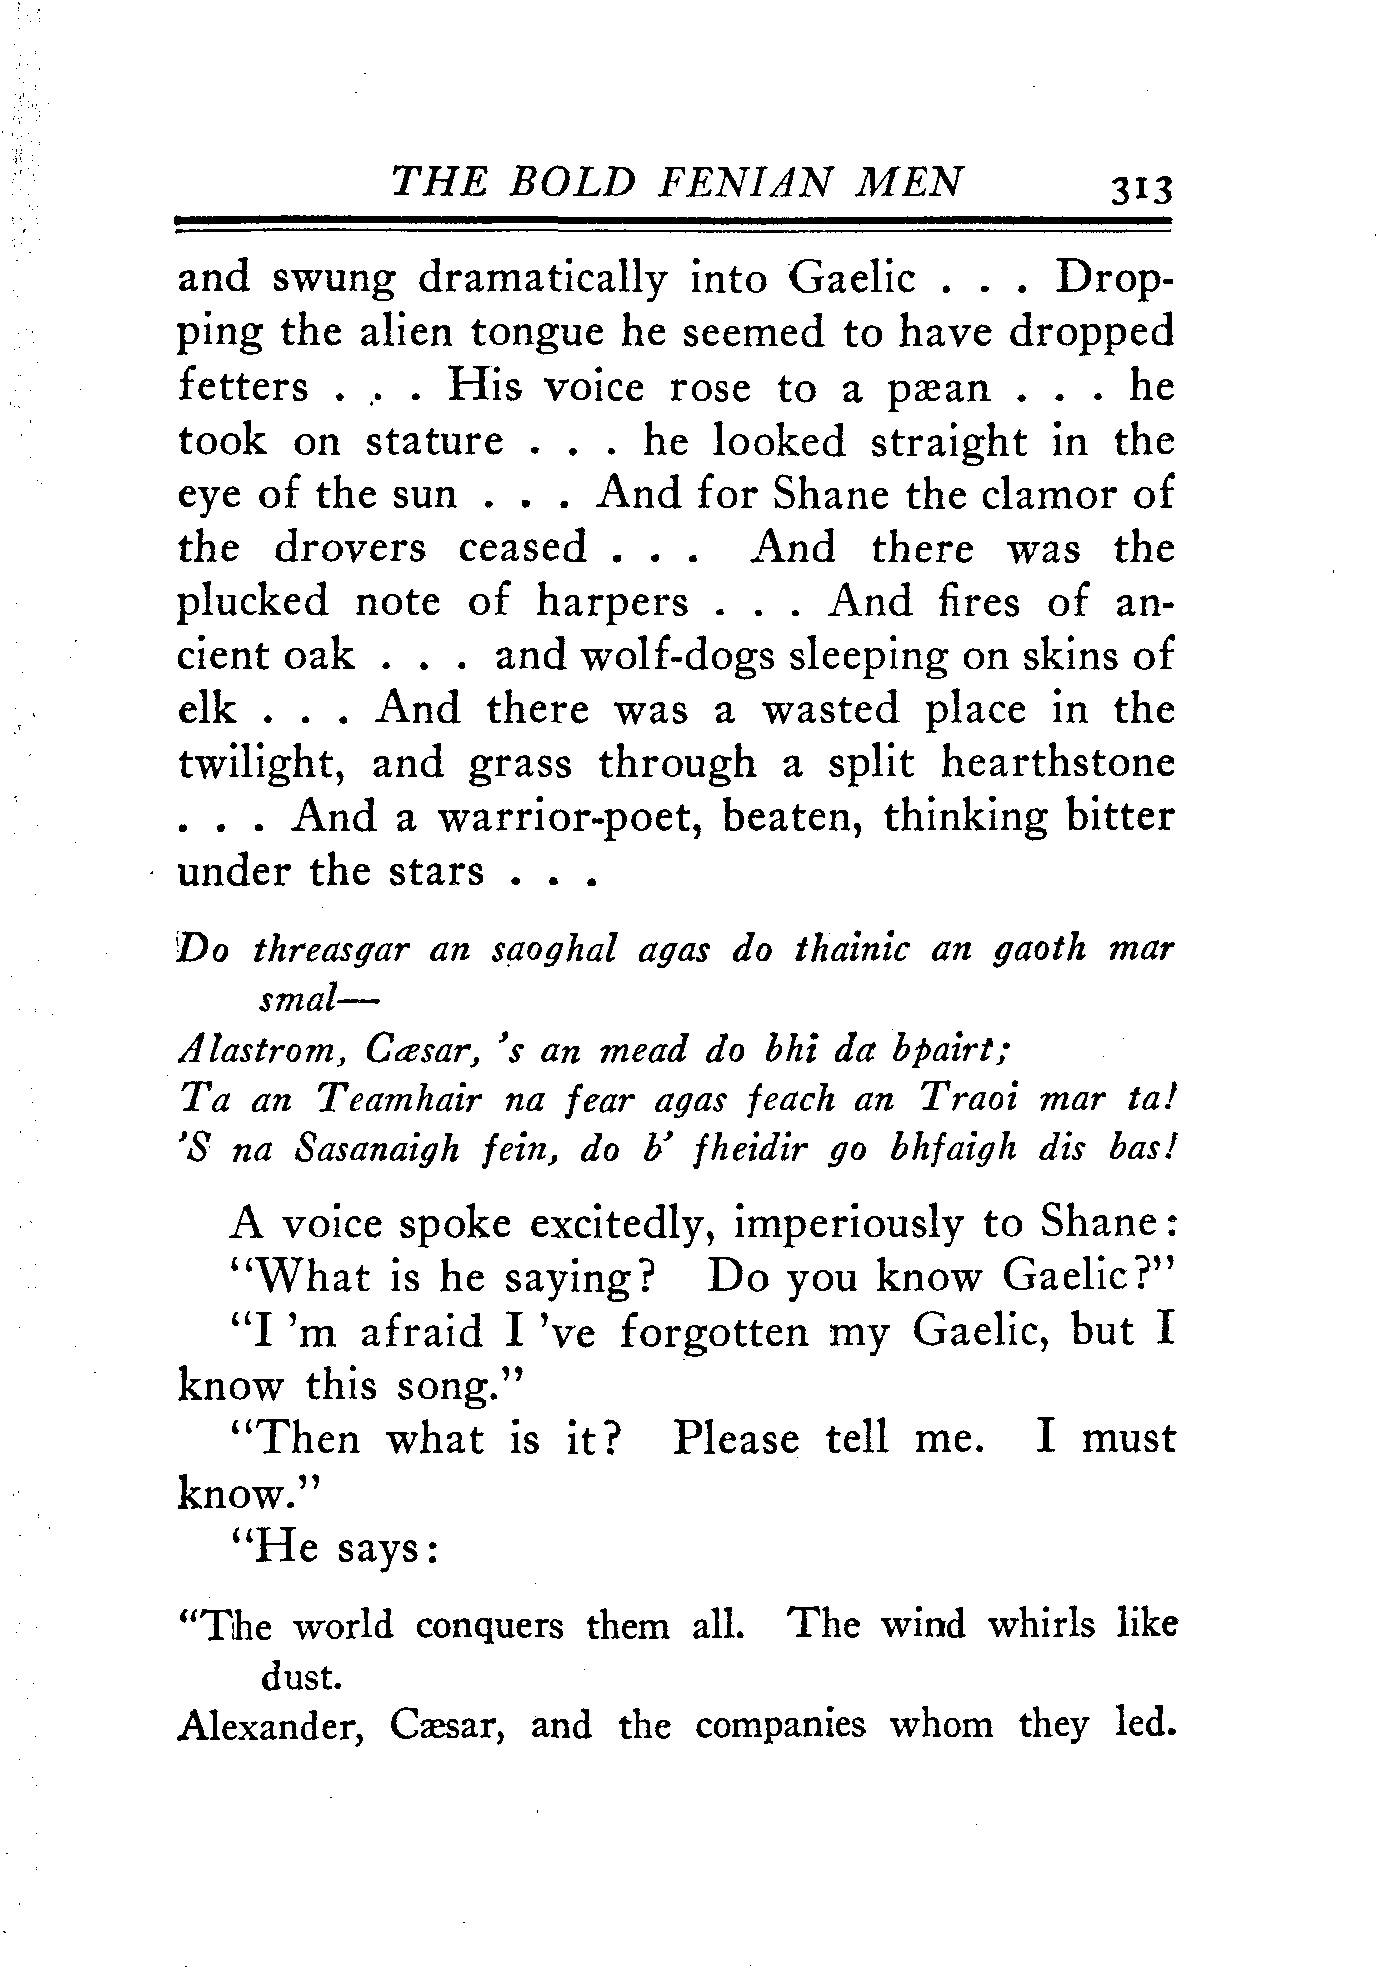 THE BOLD FENIAN MEN 313
and swung dramatically into Gaelic . . . Drop-
ping the alien tongue he seemed to have dropped
fetters . . . His voice rose to a pæan . . . he
took on stature . . . he looked straight in the
eye of the sun . . . And for Shane the clamor of
the drovers ceased . . . And there was the
plucked note of harpers . . . And fires of an-
cient oak . . . and wolf-dogs sleeping on skins of
elk . . . And there was a wasted place in the
twilight, and grass through a split hearthstone
. . . And a warrior-poet, beaten, thinking bitter
under the stars . . .
Do threasgar an saoghal agas do thainic an gaoth mar
smal—
Alastrom, Cæsar, 's an mead do bhi da bpairt;
Ta an Teamhair na fear agas feach an Traoi mar ta!
'S na Sasanaigh fein, do b' fheidir go bhfaigh dis bas!
A voice spoke excitedly, imperiously to Shane:
"What is he saying? Do you know Gaelic?"
"I 'm afraid I 've forgotten my Gaelic, but I
know this song."
"Then what is it? Please tell me. I must
know."
"He says:
"The world conquers them all. The wind whirls like
dust.
Alexander, Cæsar, and the companies whom they led.